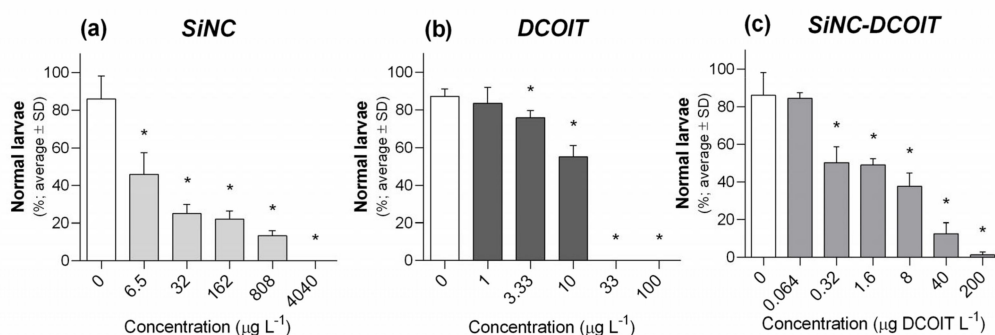 (a) SiNC
Normal larvae
(%; average ± SD)
100
80
60
40
20
0
* * * * *
0 6.5 32 162 808 4040
Concentration (µg L⁻¹)
(b) DCOIT
Normal larvae
(%; average ± SD)
100
80
60
40
20
0
* * * *
0 1 3.33 10 33 100
Concentration (µg L⁻¹)
(c) SiNC-DCOIT
Normal larvae
(%; average ± SD)
100
80
60
40
20
0
* * * * *
0 0.064 0.32 1.6 8 40 200
Concentration (µg DCOIT L⁻¹)